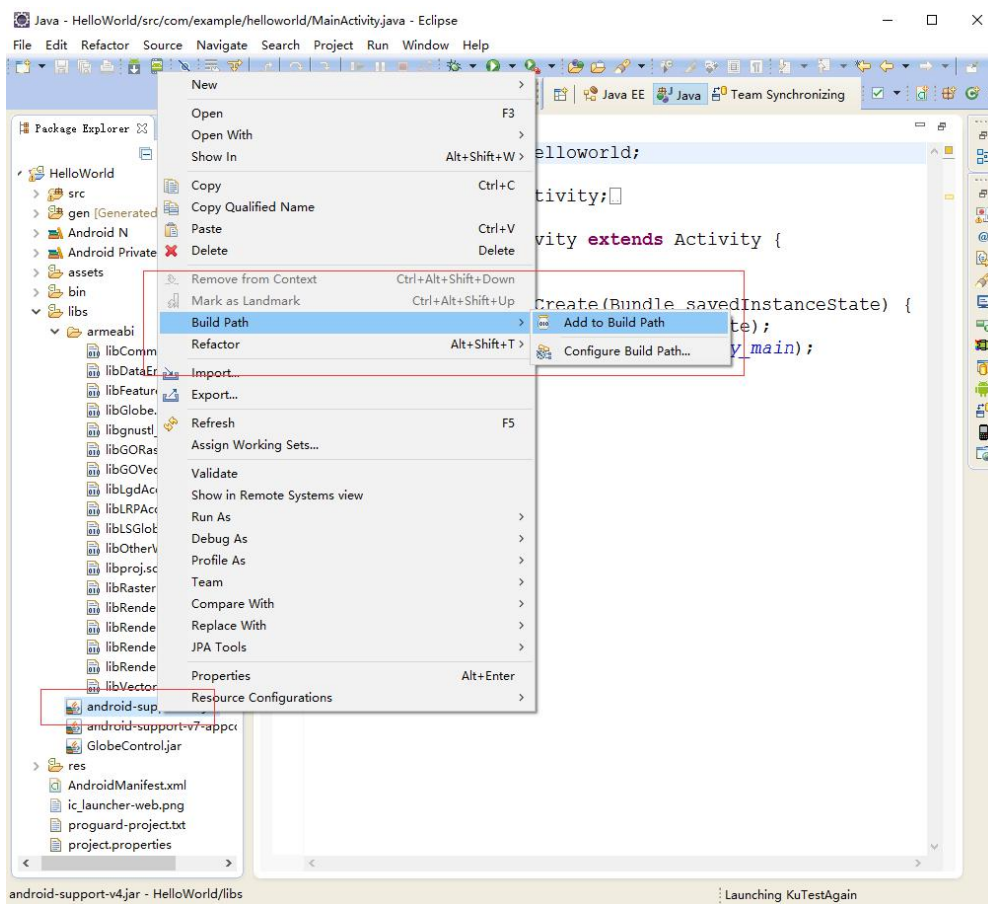 Java - HelloWorld/src/com/example/helloworld/MainActivity.java - Eclipse
File Edit Refactor Source Navigate Search Project Run Window Help
Java EE Java Team Synchronizing
Package Explorer
HelloWorld
src
gen [Generated
Android N
Android Private
assets
bin
libs
armeabi
libComm
libDataEn
libFeature
libGlobe.
libgnustl_
libGORas
libGOVec
libLgdAcc
libLRPAcc
libLSGlob
libOtherV
libproj.so
libRaster
libRende
libRende
libRende
libRende
libVector
android-sup
android-support-v7-appco
GlobeControl.jar
res
AndroidManifest.xml
ic_launcher-web.png
proguard-project.txt
project.properties
New
Open F3
Open With
Show In Alt+Shift+W
Copy Ctrl+C
Copy Qualified Name
Paste Ctrl+V
Delete Delete
Remove from Context Ctrl+Alt+Shift+Down
Mark as Landmark Ctrl+Alt+Shift+Up
Build Path
Refactor Alt+Shift+T
Import...
Export...
Refresh F5
Assign Working Sets...
Validate
Show in Remote Systems view
Run As
Debug As
Profile As
Team
Compare With
Replace With
JPA Tools
Properties Alt+Enter
Resource Configurations
Add to Build Path
Configure Build Path...
elloworld;
tivity;
vity extends Activity {
Create(Bundle savedInstanceState) {
te);
y_main);
android-support-v4.jar - HelloWorld/libs
Launching KuTestAgain